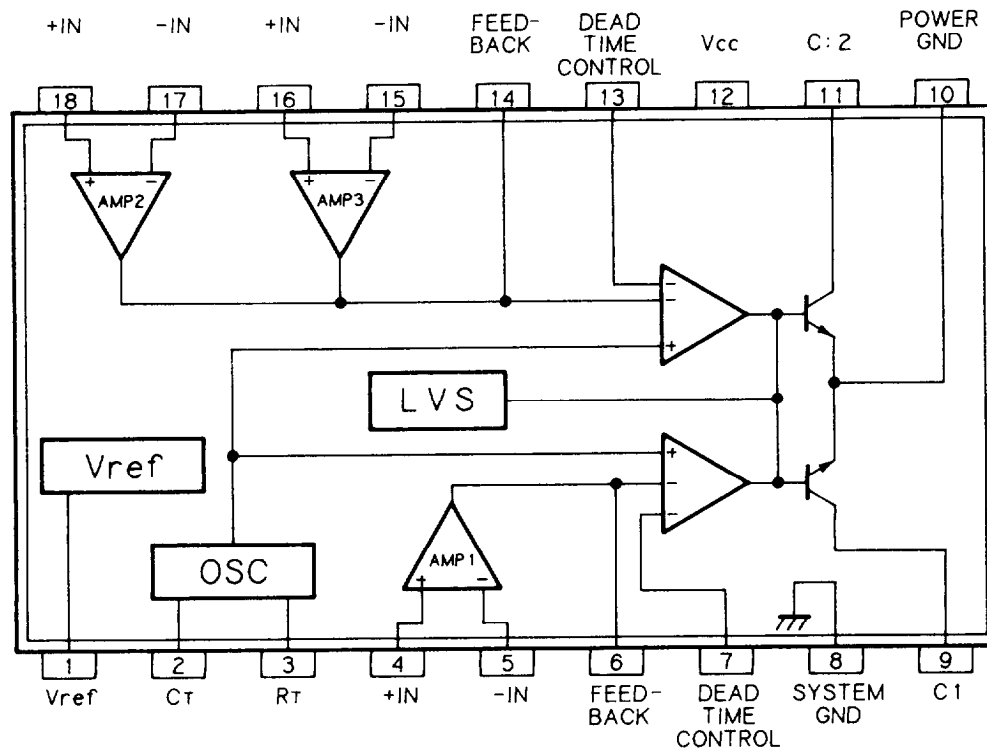 +IN -IN +IN -IN FEED-
BACK DEAD
TIME
CONTROL Vcc C:2 POWER
GND
18 17 16 15 14 13 12 11 10
+ - + -
AMP2 AMP3
-
-
+
LVS
Vref
+
-
-
OSC
AMP1
+ -
1 2 3 4 5 6 7 8 9
Vref CT RT +IN -IN FEED-
BACK DEAD
TIME
CONTROL SYSTEM
GND C1